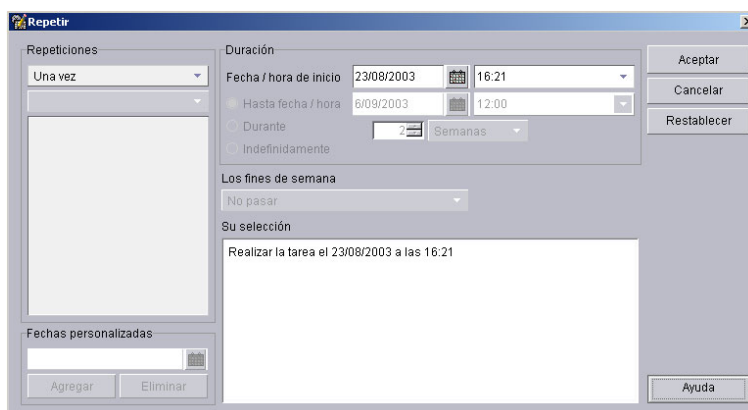 Repetir
Repeticiones
Una vez
Duración
Fecha / hora de inicio 23/08/2003 16:21
Hasta fecha / hora 6/09/2003 12:00
Durante 2 Semanas
Indefinidamente
Los fines de semana
No pasar
Su selección
Realizar la tarea el 23/08/2003 a las 16:21
Fechas personalizadas
Agregar Eliminar
Aceptar
Cancelar
Restablecer
Ayuda